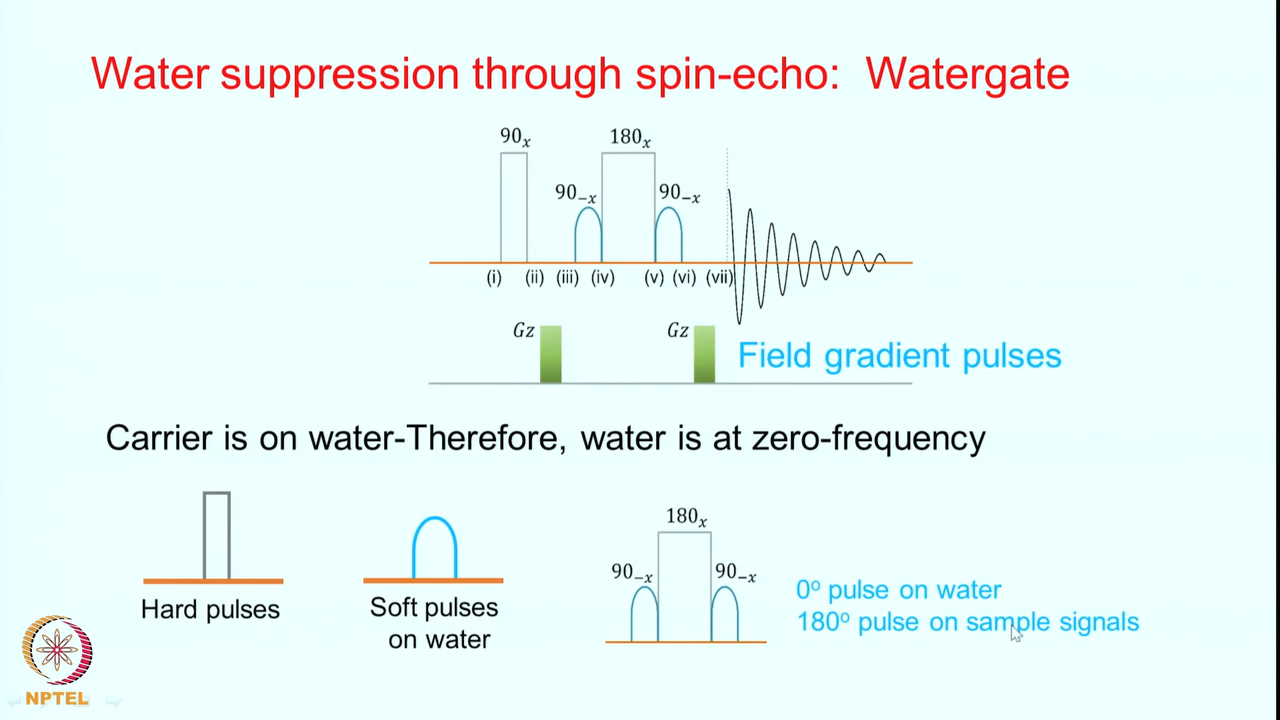 Water suppression through spin-echo: Watergate
90x 180x
90−x 90−x
(i) (ii) (iii) (iv) (v) (vi) (vii)
Gz Gz
Field gradient pulses
Carrier is on water-Therefore, water is at zero-frequency
180x
90−x 90−x
0º pulse on water
180º pulse on sample signals
Hard pulses
Soft pulses
on water
NPTEL